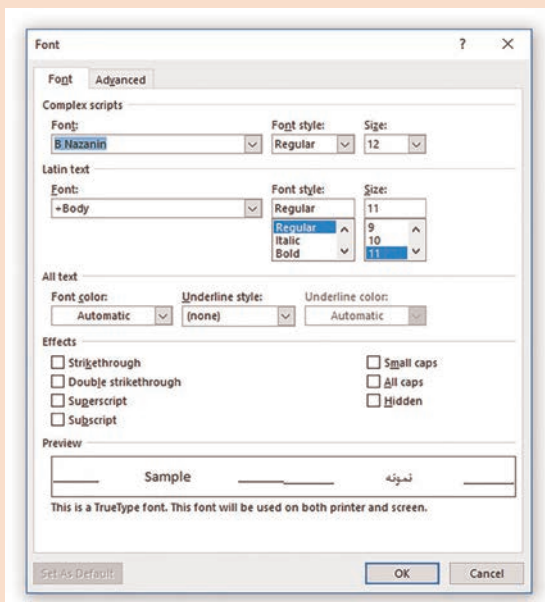 Font ? ×
Font Advanced
Complex scripts
Font: Font style: Size:
B Nazanin Regular 12
Latin text
Font: Font style: Size:
+Body Regular 11
Regular 9
Italic 10
Bold 11
All text
Font color: Underline style: Underline color:
Automatic (none) Automatic
Effects
Strikethrough Small caps
Double strikethrough All caps
Superscript Hidden
Subscript
Preview
Sample نمونه
This is a TrueType font. This font will be used on both printer and screen.
Set As Default OK Cancel